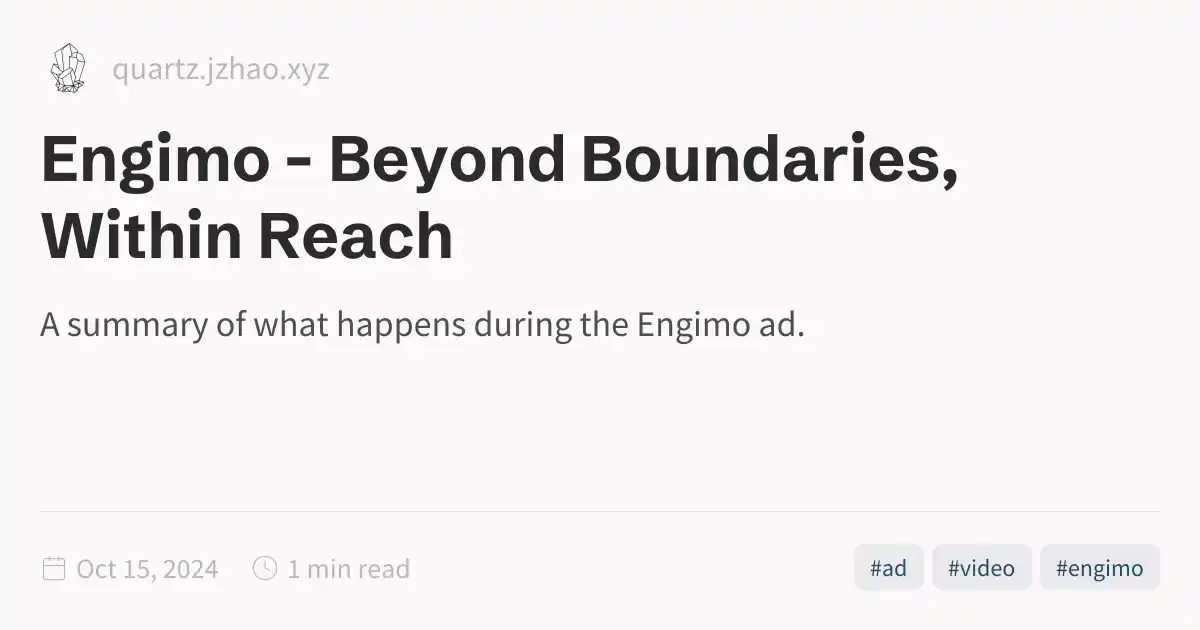 quartz.jzhao.xyz
Engimo - Beyond Boundaries,
Within Reach
A summary of what happens during the Engimo ad.
Oct 15, 2024
1 min read
#ad
#video
#engimo